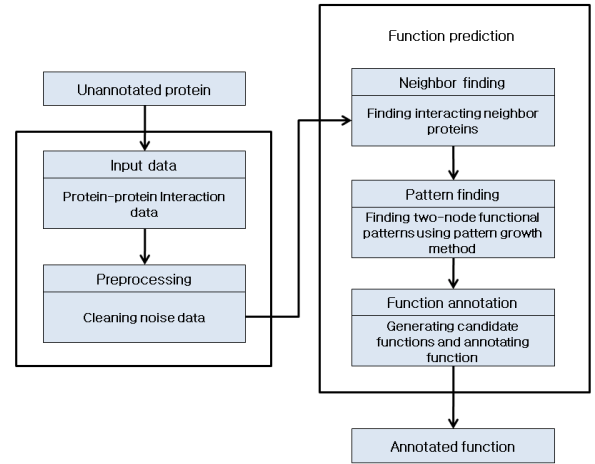 Unannotated protein
Input data
Protein-protein Interaction
data
Preprocessing
Cleaning noise data
Function prediction
Neighbor finding
Finding interacting neighbor
proteins
Pattern finding
Finding two-node functional
patterns using pattern growth
method
Function annotation
Generating candidate
functions and annotating
function
Annotated function